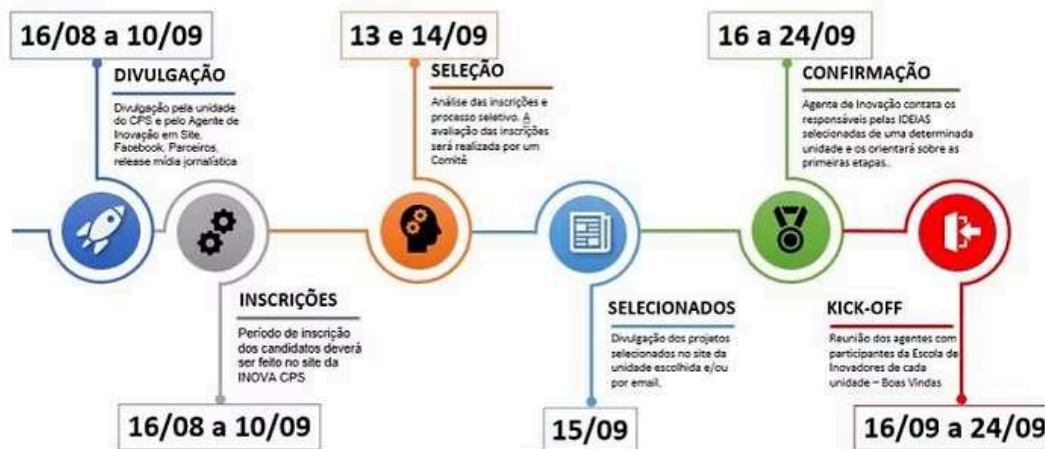 16/08 a 10/09
DIVULGAÇÃO
Divulgação pela unidade
do CPS e pelo Agente de
Inovação em Site,
Facebook, Parceiros,
release mídia jornalística
INSCRIÇÕES
Período de inscrição
dos candidatos deverá
ser feito no site da
INOVA CPS
16/08 a 10/09
13 e 14/09
SELEÇÃO
Análise das inscrições e
processo seletivo. A
avaliação das inscrições
será realizada por um
Comitê
SELECIONADOS
Divulgação dos projetos
selecionados no site da
unidade escolhida e/ou
por email.
15/09
16 a 24/09
CONFIRMAÇÃO
Agente de Inovação contata os
responsáveis pelas IDEIAS
selecionadas de uma determinada
unidade e os orientará sobre as
primeiras etapas..
KICK-OFF
Reunião dos agentes com
participantes da Escola de
Inovadores de cada
unidade – Boas Vindas
16/09 a 24/09